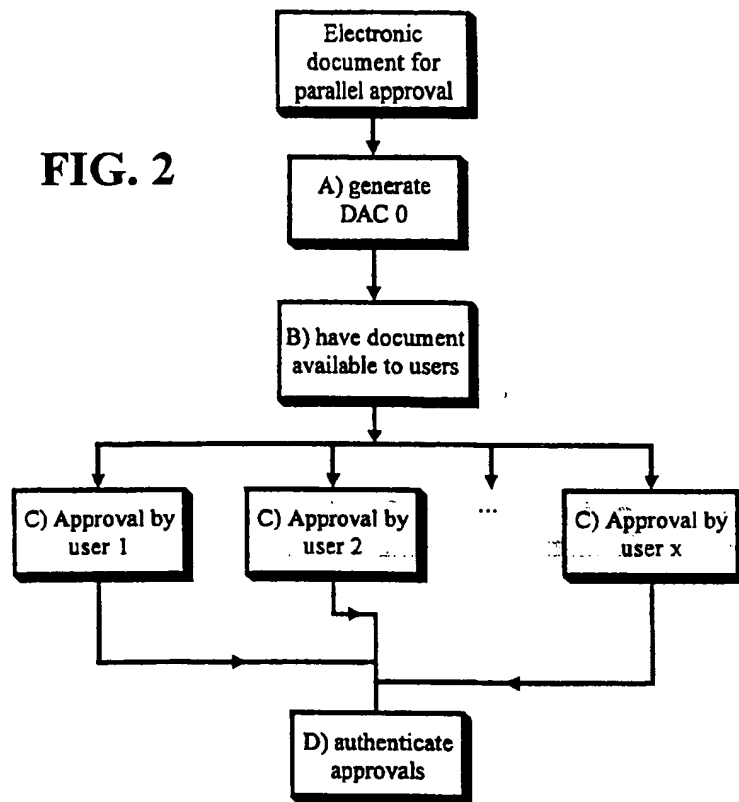 Electronic
document for
parallel approval
FIG. 2
A) generate
DAC 0
B) have document
available to users
C) Approval by
user 1
C) Approval by
user 2
...
C) Approval by
user x
D) authenticate
approvals